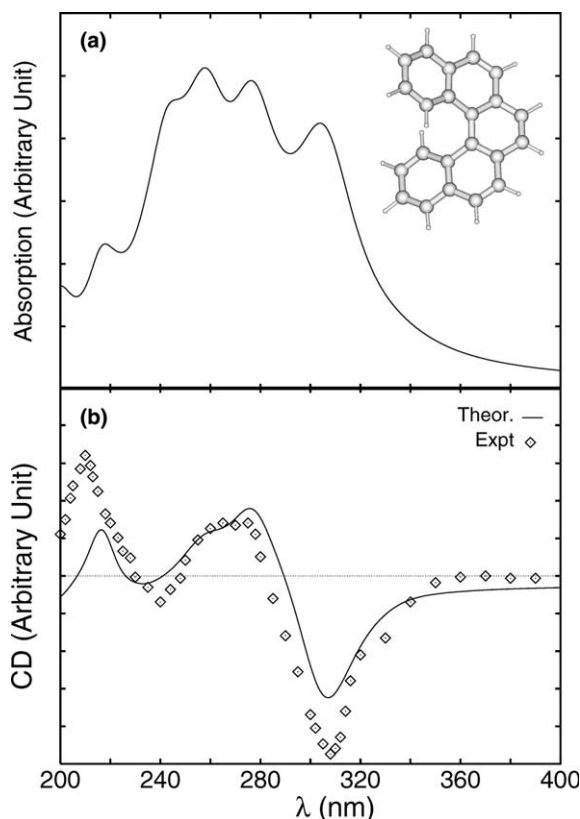 (a)
Absorption (Arbitrary Unit)
(b)
Theor.
Expt
CD (Arbitrary Unit)
200 240 280 320 360 400
λ (nm)